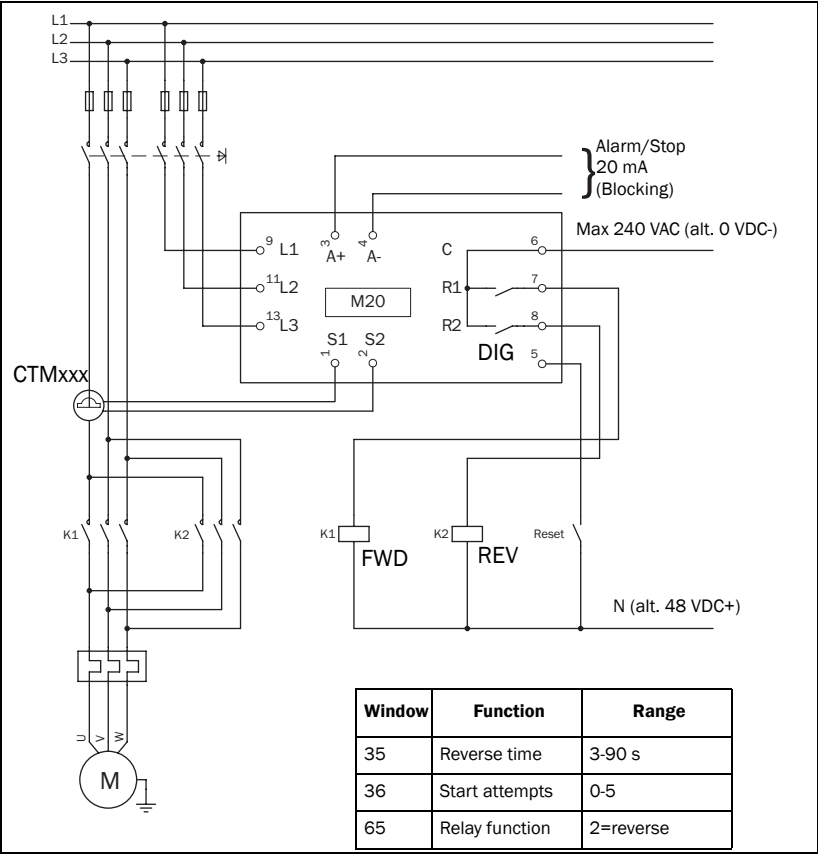 L1
L2
L3
Alarm/Stop
20 mA
(Blocking)
Max 240 VAC (alt. 0 VDC-)
9 L1
3 A+
4 A-
C 6
11 L2
M20
R1 7
13 L3
R2 8
S1 S2
1 2
DIG 5
CTMxxx
K1
K2
K1
FWD
K2
REV
Reset
N (alt. 48 VDC+)
U V W
M
Window Function Range
35 Reverse time 3-90 s
36 Start attempts 0-5
65 Relay function 2=reverse